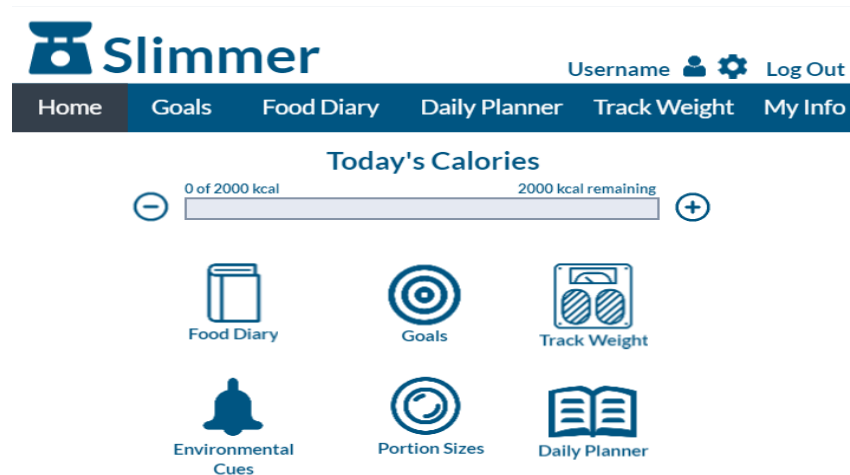 Slimmer
Username Log Out
Home Goals Food Diary Daily Planner Track Weight My Info
Today's Calories
0 of 2000 kcal 2000 kcal remaining
Food Diary Goals Track Weight
Environmental Cues Portion Sizes Daily Planner